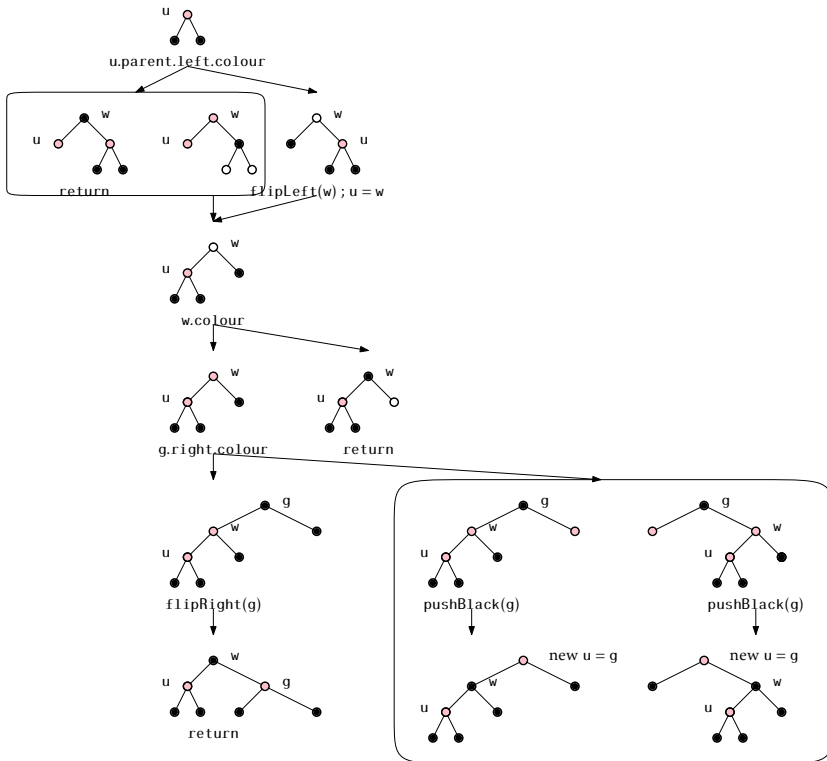 u
u.parent.left.colour
w w w
u u u
return flipLeft(w) ; u = w
w
u
w.colour
w w
u u
g.right.colour return
g g g
w w w
u u u
flipRight(g) pushBlack(g) pushBlack(g)
w new u = g new u = g
u g w w
u u
return